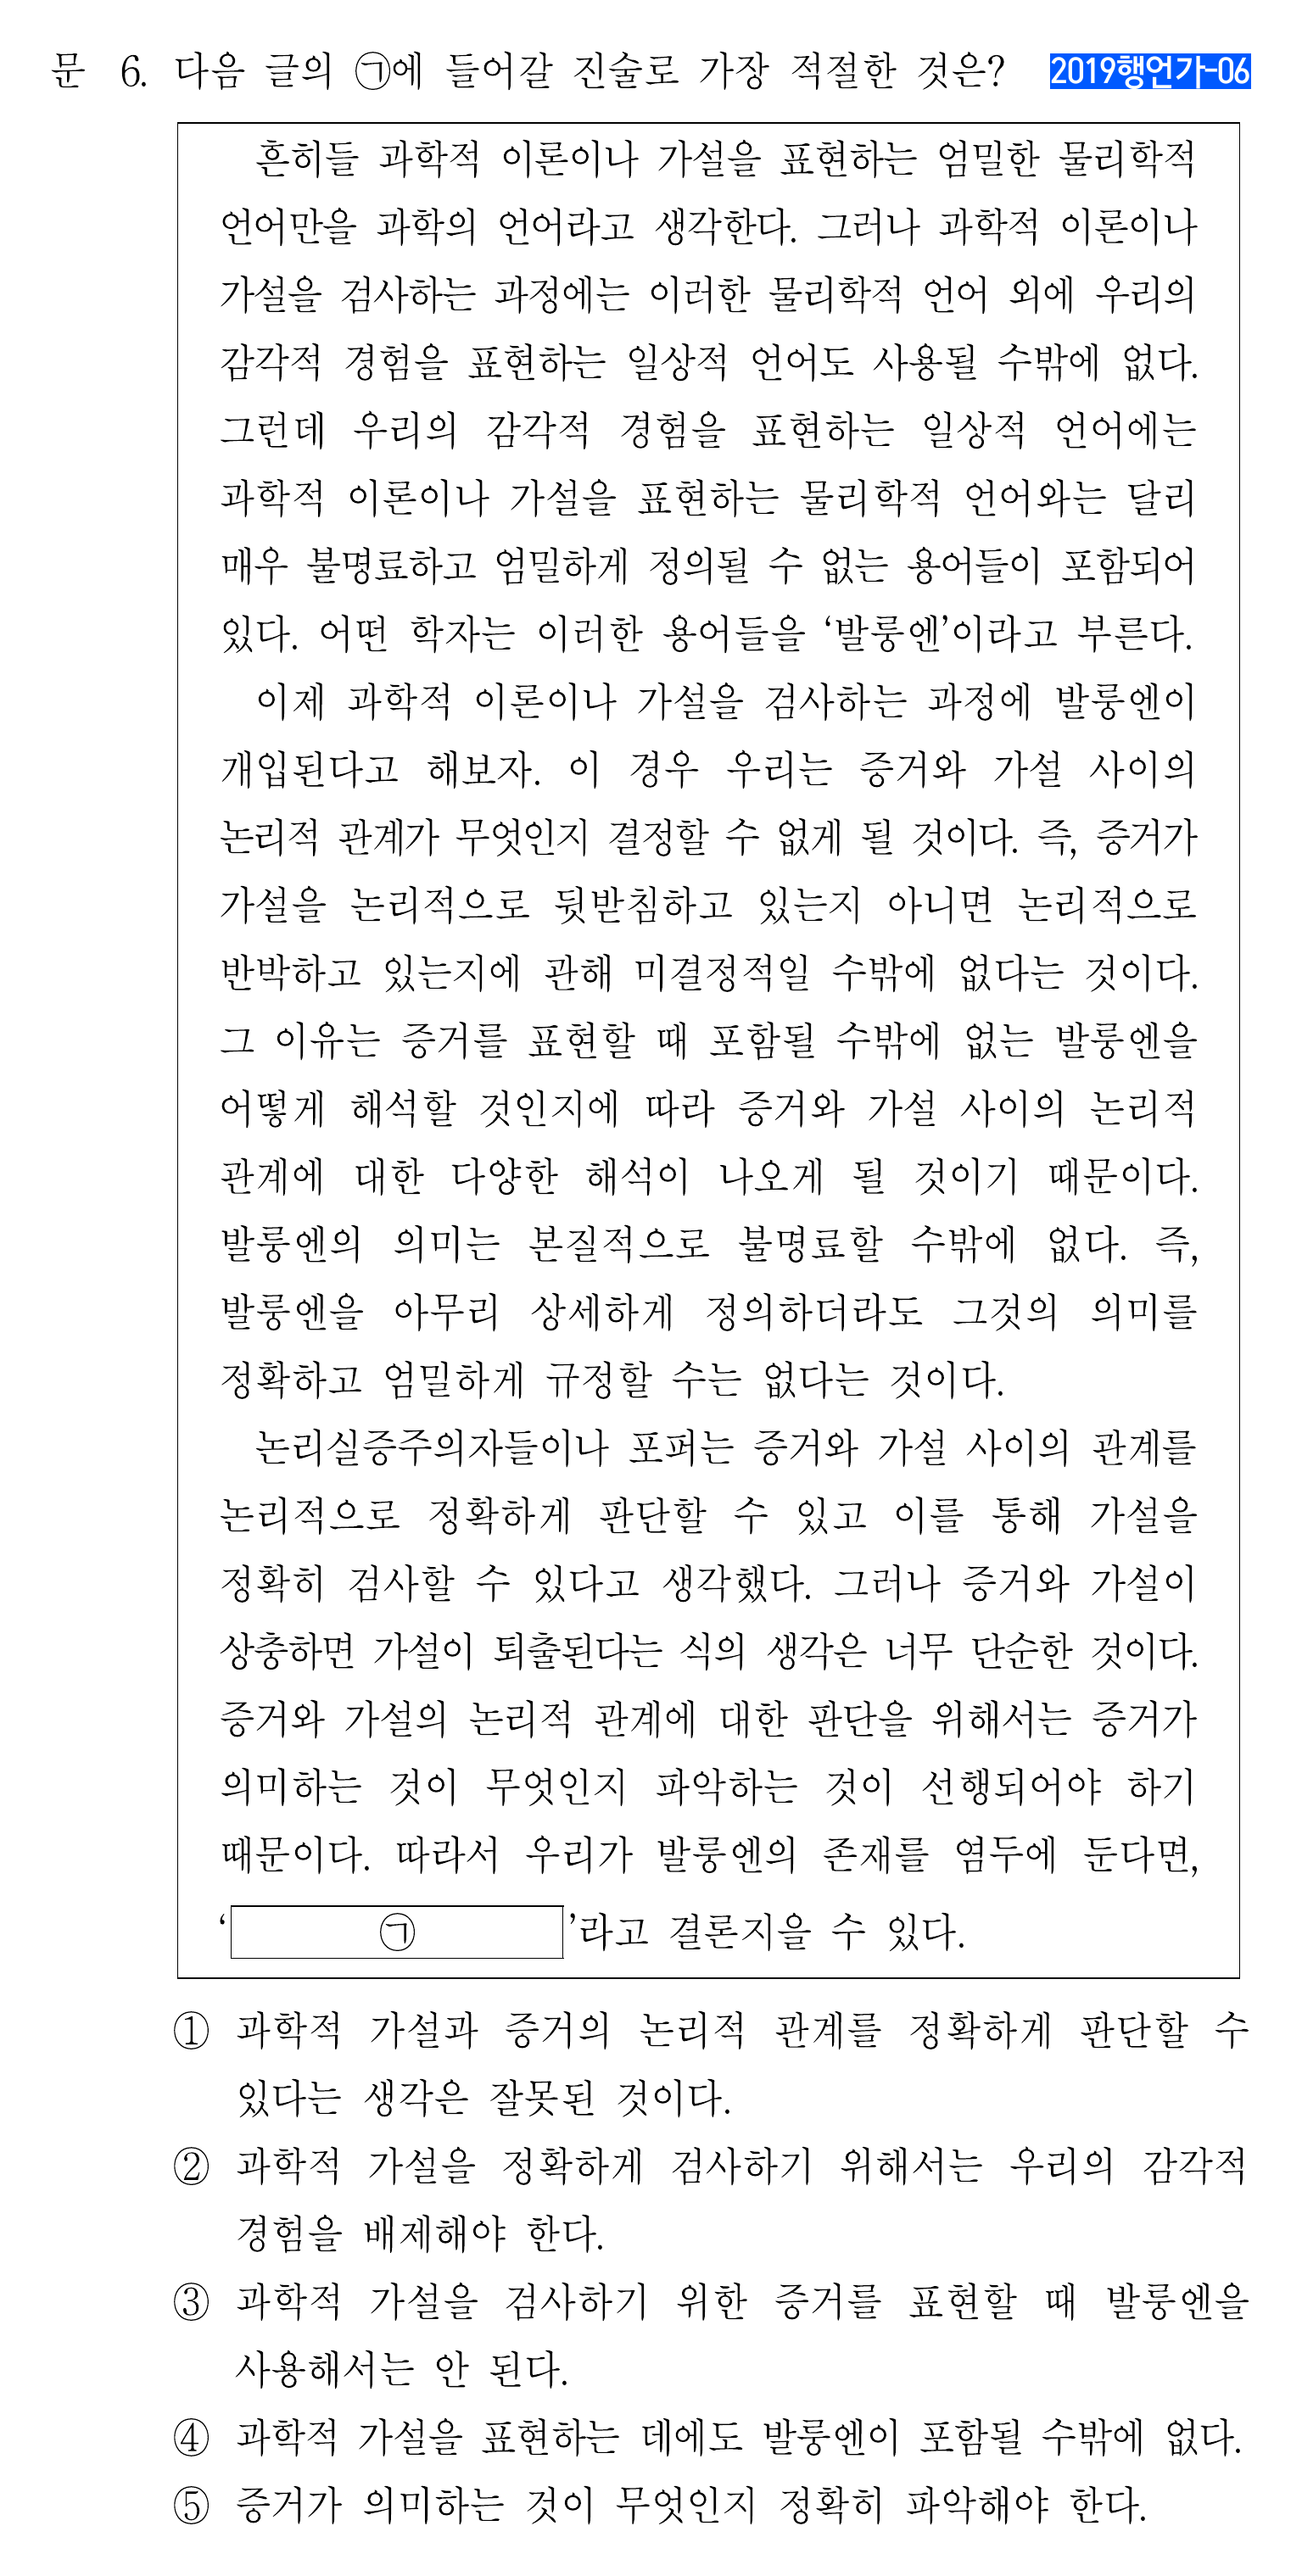 문 6. 다음 글의 ㉠에 들어갈 진술로 가장 적절한 것은? 2019행언가-06
흔히들 과학적 이론이나 가설을 표현하는 엄밀한 물리학적
언어만을 과학의 언어라고 생각한다. 그러나 과학적 이론이나
가설을 검사하는 과정에는 이러한 물리학적 언어 외에 우리의
감각적 경험을 표현하는 일상적 언어도 사용될 수밖에 없다.
그런데 우리의 감각적 경험을 표현하는 일상적 언어에는
과학적 이론이나 가설을 표현하는 물리학적 언어와는 달리
매우 불명료하고 엄밀하게 정의될 수 없는 용어들이 포함되어
있다. 어떤 학자는 이러한 용어들을 ‘발룽엔’이라고 부른다.
이제 과학적 이론이나 가설을 검사하는 과정에 발룽엔이
개입된다고 해보자. 이 경우 우리는 증거와 가설 사이의
논리적 관계가 무엇인지 결정할 수 없게 될 것이다. 즉, 증거가
가설을 논리적으로 뒷받침하고 있는지 아니면 논리적으로
반박하고 있는지에 관해 미결정적일 수밖에 없다는 것이다.
그 이유는 증거를 표현할 때 포함될 수밖에 없는 발룽엔을
어떻게 해석할 것인지에 따라 증거와 가설 사이의 논리적
관계에 대한 다양한 해석이 나오게 될 것이기 때문이다.
발룽엔의 의미는 본질적으로 불명료할 수밖에 없다. 즉,
발룽엔을 아무리 상세하게 정의하더라도 그것의 의미를
정확하고 엄밀하게 규정할 수는 없다는 것이다.
논리실증주의자들이나 포퍼는 증거와 가설 사이의 관계를
논리적으로 정확하게 판단할 수 있고 이를 통해 가설을
정확히 검사할 수 있다고 생각했다. 그러나 증거와 가설이
상충하면 가설이 퇴출된다는 식의 생각은 너무 단순한 것이다.
증거와 가설의 논리적 관계에 대한 판단을 위해서는 증거가
의미하는 것이 무엇인지 파악하는 것이 선행되어야 하기
때문이다. 따라서 우리가 발룽엔의 존재를 염두에 둔다면,
‘ ㉠ ’라고 결론지을 수 있다.
① 과학적 가설과 증거의 논리적 관계를 정확하게 판단할 수
있다는 생각은 잘못된 것이다.
② 과학적 가설을 정확하게 검사하기 위해서는 우리의 감각적
경험을 배제해야 한다.
③ 과학적 가설을 검사하기 위한 증거를 표현할 때 발룽엔을
사용해서는 안 된다.
④ 과학적 가설을 표현하는 데에도 발룽엔이 포함될 수밖에 없다.
⑤ 증거가 의미하는 것이 무엇인지 정확히 파악해야 한다.